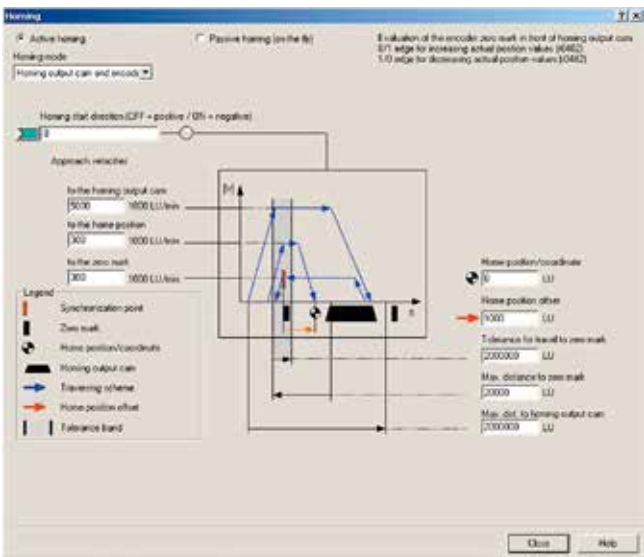 Homing
Active homing
Passive homing (on the fly)
Evaluation of the encoder zero mark in front of homing output cam
0/1 edge for increasing actual position values (r0482)
1/0 edge for decreasing actual position values (r0482)
Homing mode
Homing output cam and encode
Homing start direction (OFF = positive / ON = negative)
0
Approach velocities
to the homing output cam
5000 1000 LU/min
to the home position
300 1000 LU/min
to the zero mark
300 1000 LU/min
|v|
s
Legend
Synchronization point
Zero mark
Home position/coordinate
Homing output cam
Traversing scheme
Home position offset
Tolerance band
Home position/coordinate
0 LU
Home position offset
1000 LU
Tolerance for travel to zero mark
2000000 LU
Max. distance to zero mark
20000 LU
Max. dist. to homing output cam
2000000 LU
Close
Help